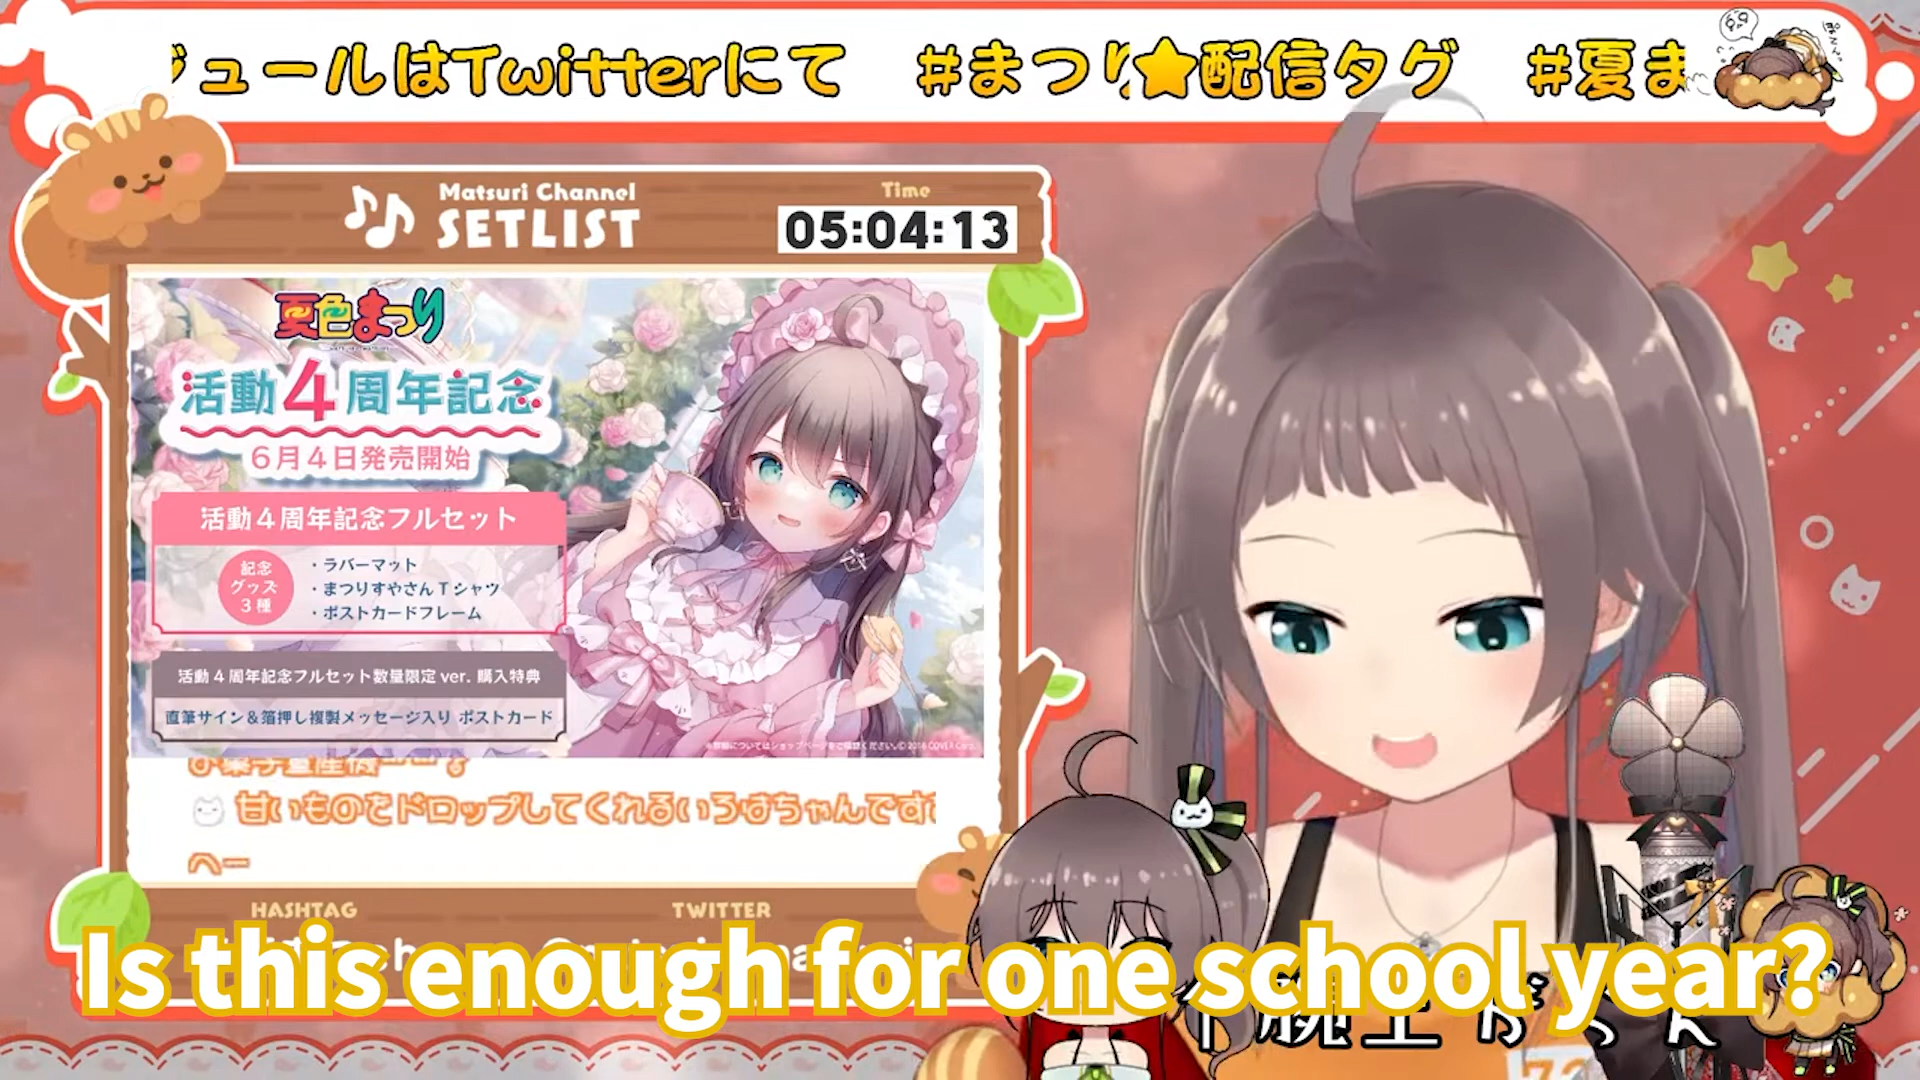 ジュールはTwitterにて #まつり★配信タグ #夏ま
Matsuri Channel
SETLIST
Time
05:04:13
夏色まつり
活動4周年記念
6月4日発売開始
活動4周年記念フルセット
記念
グッズ
3種
・ラバーマット
・まつりすやさんTシャツ
・ポストカードフレーム
活動4周年記念フルセット数量限定 ver. 購入特典
直筆サイン&箔押し複製メッセージ入り ポストカード
甘いものをドロップしてくれるいろはちゃんです
へー
HASHTAG
TWITTER
Is this enough for one school year?